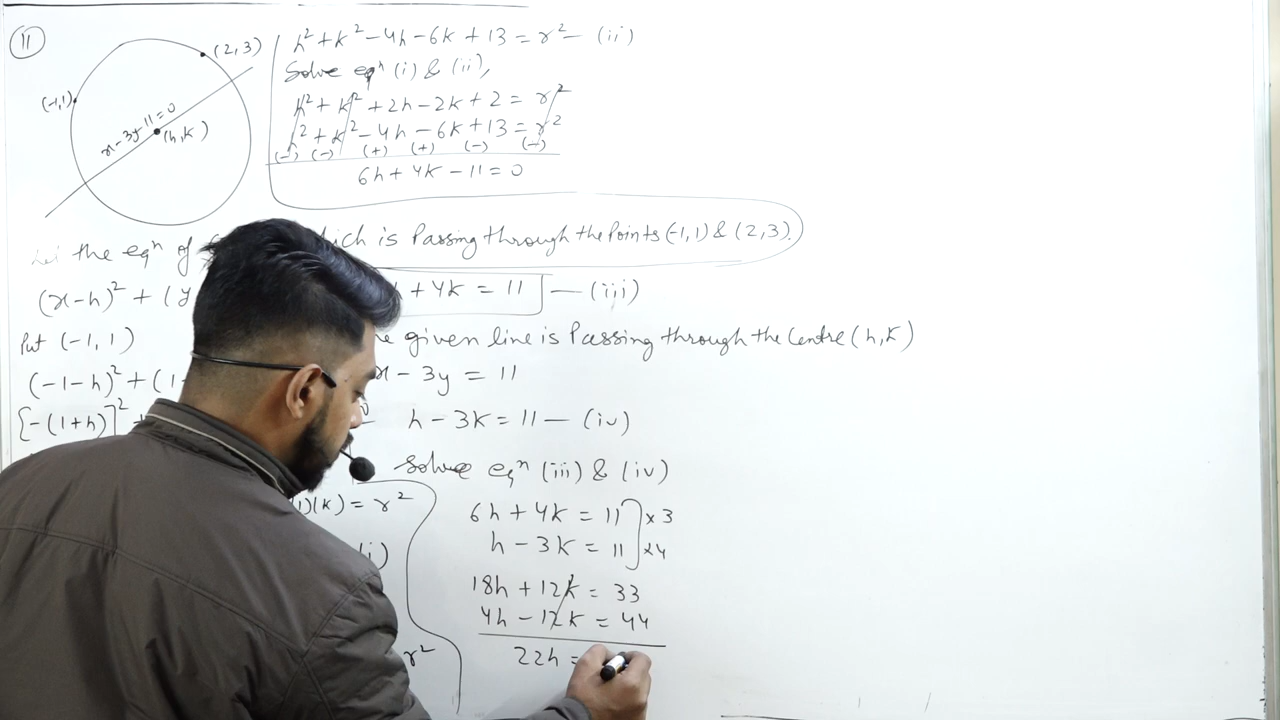 11
(2,3)
(-1,1)
x-3y-11=0
(h,k)
h²+k²-4h-6k+13=r²-(ii)
Solve eqⁿ (i) & (ii),
h²+k²+2h-2k+2=r²
²+k²-4h-6k+13=r²
(-) (-) (+) (+) (-) (-)
6h+4k-11=0
Let the eqⁿ of which is Passing through the Points (-1,1) & (2,3).
(x-h)²+(y + 4k = 11 — (iii)
Put (-1,1) given line is Passing through the Centre (h,k)
(-1-h)²+(1- x - 3y = 11
[-(1+h)]²+ h-3k=11— (iv)
Solve eqⁿ (iii) & (iv)
)(k)=r² 6h+4k = 11 ×3
(i) h-3k = 11 ×4
18h+12k = 33
4h-12k = 44
r² 22h =